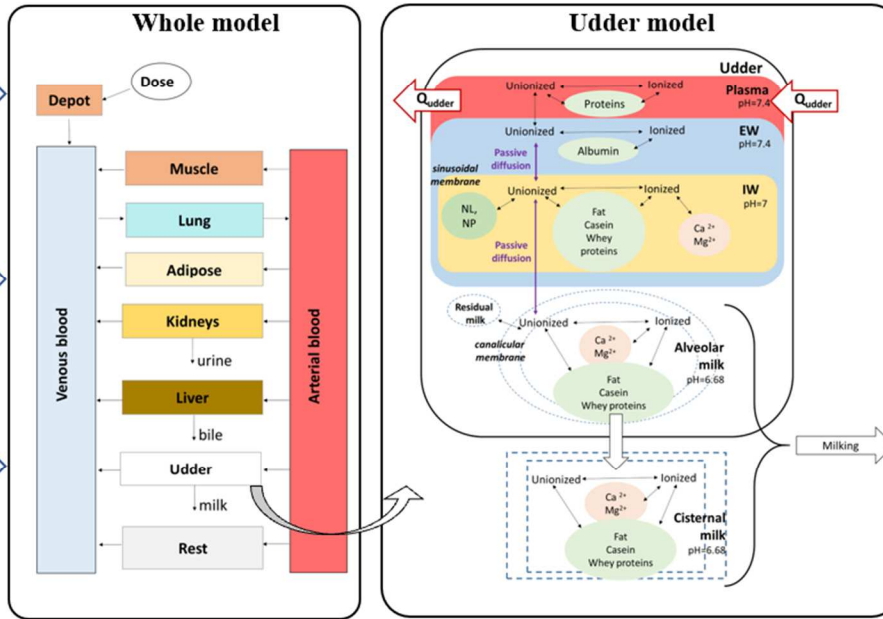 Whole model
Dose
Depot
Venous blood
Arterial blood
Muscle
Lung
Adipose
Kidneys
urine
Liver
bile
Udder
milk
Rest
Udder model
Udder
Q udder
Q udder
Plasma
pH=7.4
Unionized
Ionized
Proteins
EW
pH=7.4
Unionized
Ionized
Albumin
Passive
diffusion
sinusoidal
membrane
IW
pH=7
Unionized
Ionized
NL,
NP
Fat
Casein
Whey
proteins
Ca 2+
Mg2+
Passive
diffusion
Residual
milk
Unionized
Ionized
canalicular
membrane
Ca 2+
Mg2+
Alveolar
milk
pH=6.68
Fat
Casein
Whey proteins
Milking
Unionized
Ionized
Ca 2+
Mg2+
Cisternal
milk
pH=6.68
Fat
Casein
Whey proteins